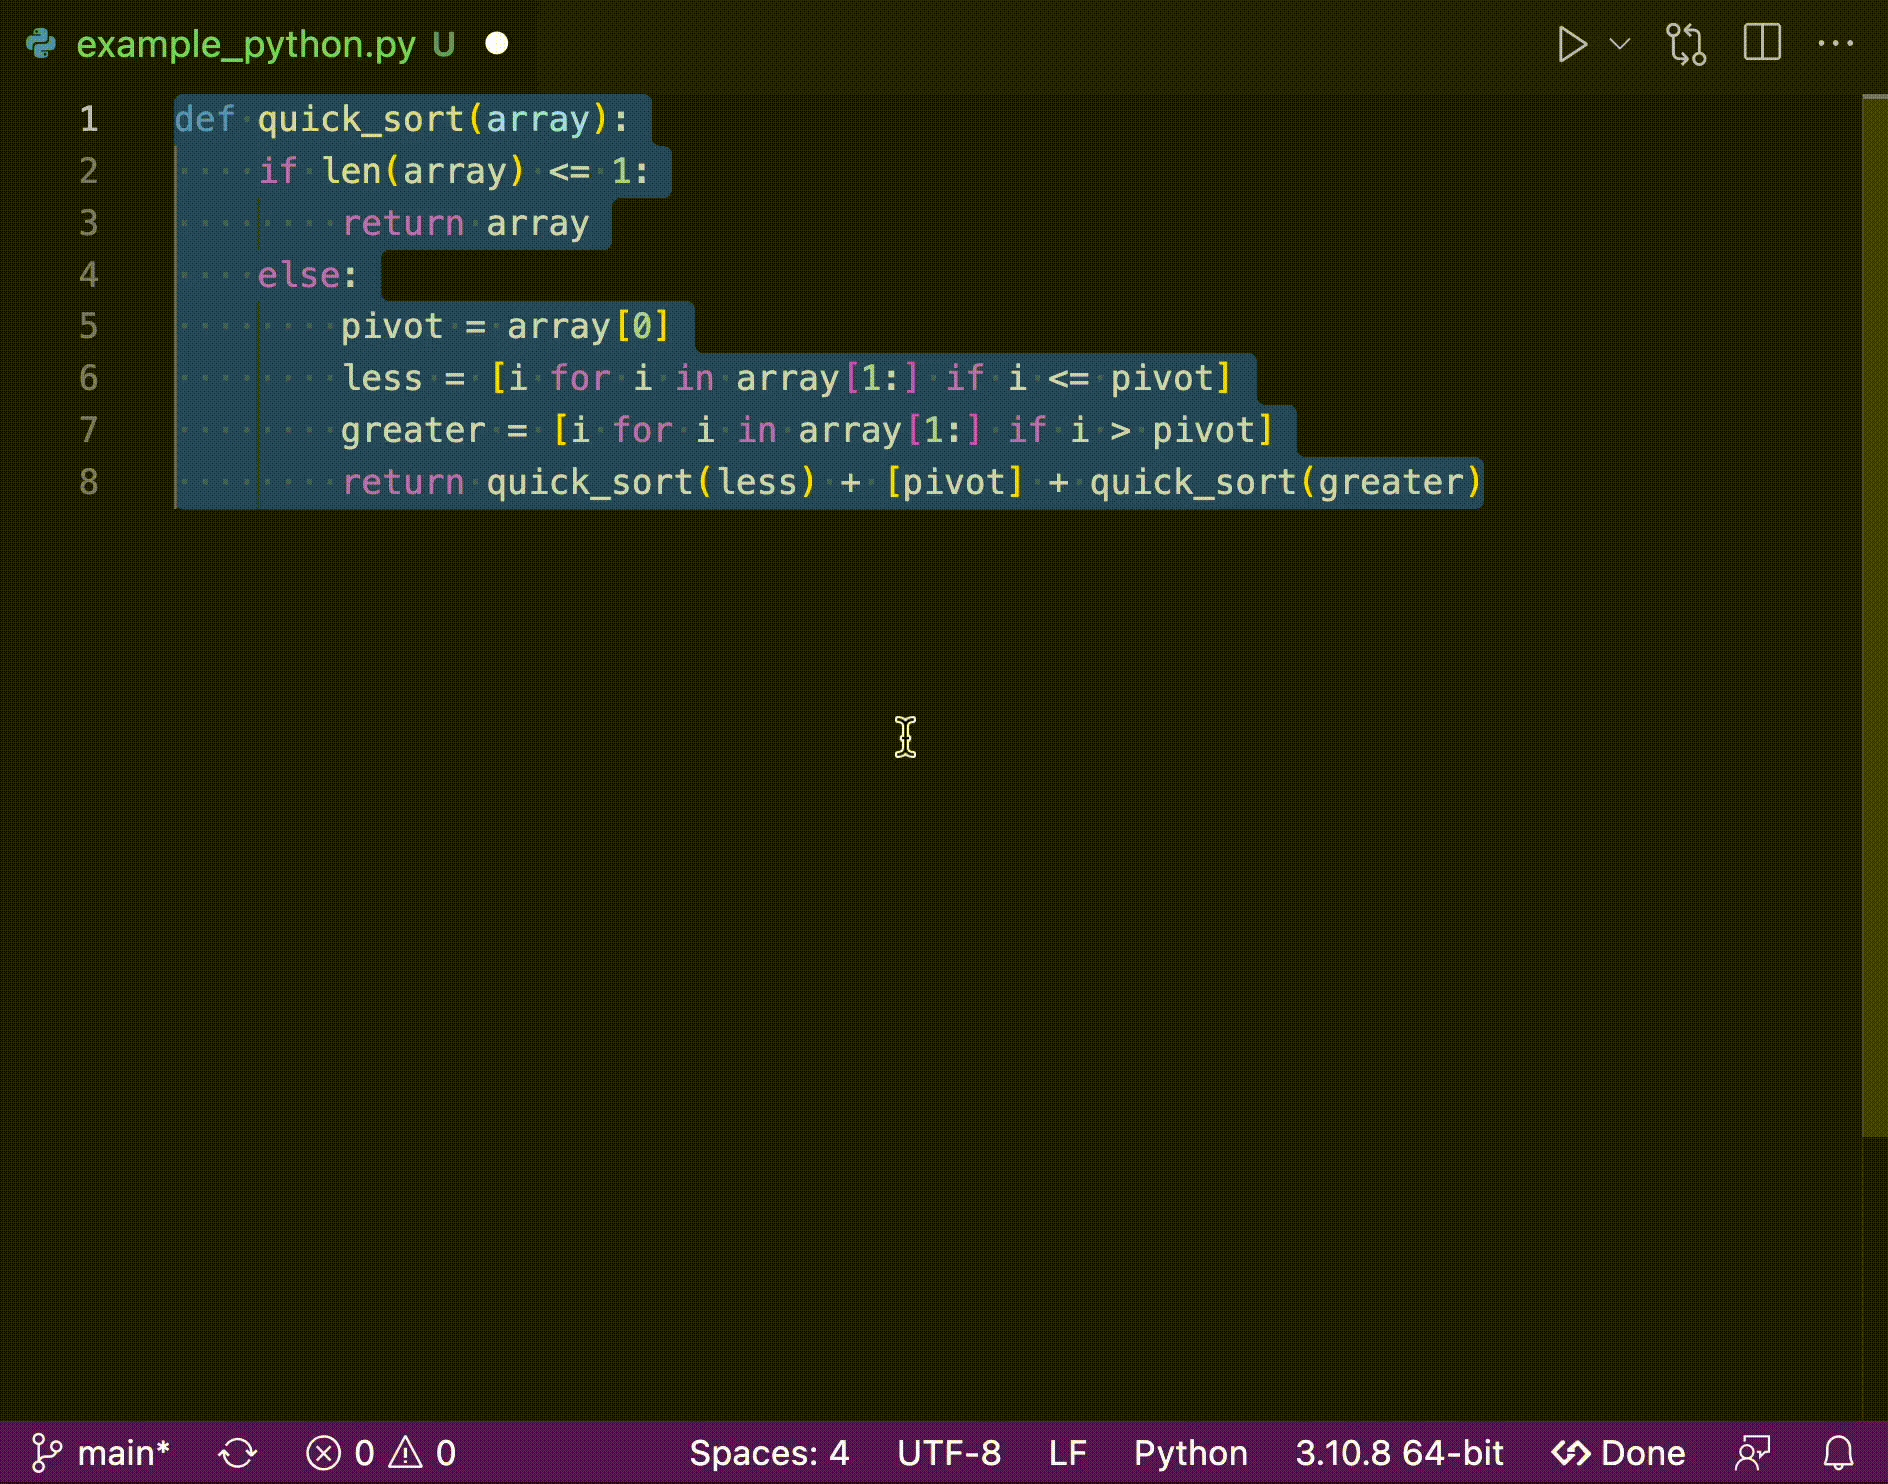 example_python.py U
1 def quick_sort(array):
2     if len(array) <= 1:
3         return array
4     else:
5         pivot = array[0]
6         less = [i for i in array[1:] if i <= pivot]
7         greater = [i for i in array[1:] if i > pivot]
8         return quick_sort(less) + [pivot] + quick_sort(greater)
main* 0 0 Spaces: 4 UTF-8 LF Python 3.10.8 64-bit Done